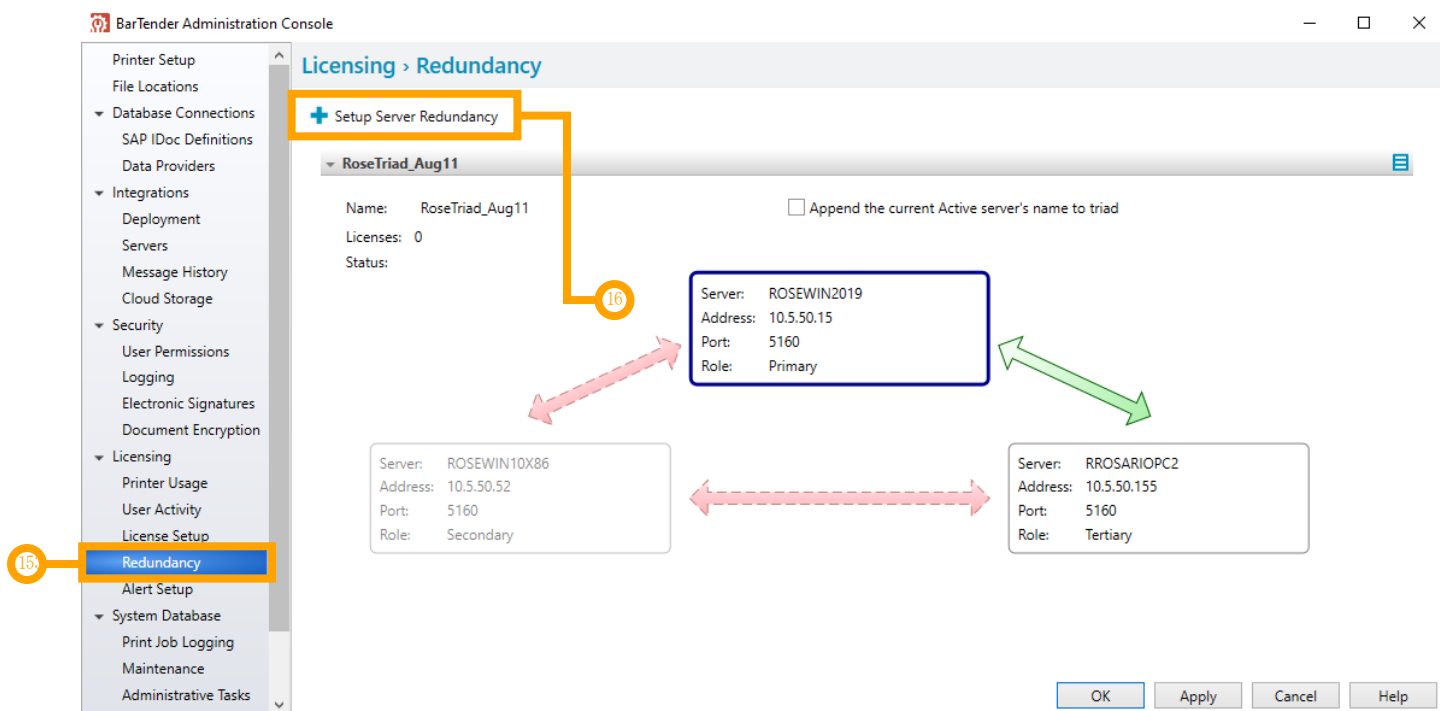 BarTender Administration Console
Printer Setup
File Locations
Database Connections
SAP IDoc Definitions
Data Providers
Integrations
Deployment
Servers
Message History
Cloud Storage
Security
User Permissions
Logging
Electronic Signatures
Document Encryption
Licensing
Printer Usage
User Activity
License Setup
Redundancy
Alert Setup
System Database
Print Job Logging
Maintenance
Administrative Tasks
Licensing › Redundancy
Setup Server Redundancy
RoseTriad_Aug11
Name: RoseTriad_Aug11
Append the current Active server's name to triad
Licenses: 0
Status:
16
Server: ROSEWIN2019
Address: 10.5.50.15
Port: 5160
Role: Primary
Server: ROSEWIN10X86
Address: 10.5.50.52
Port: 5160
Role: Secondary
Server: RROSARIOPC2
Address: 10.5.50.155
Port: 5160
Role: Tertiary
OK Apply Cancel Help